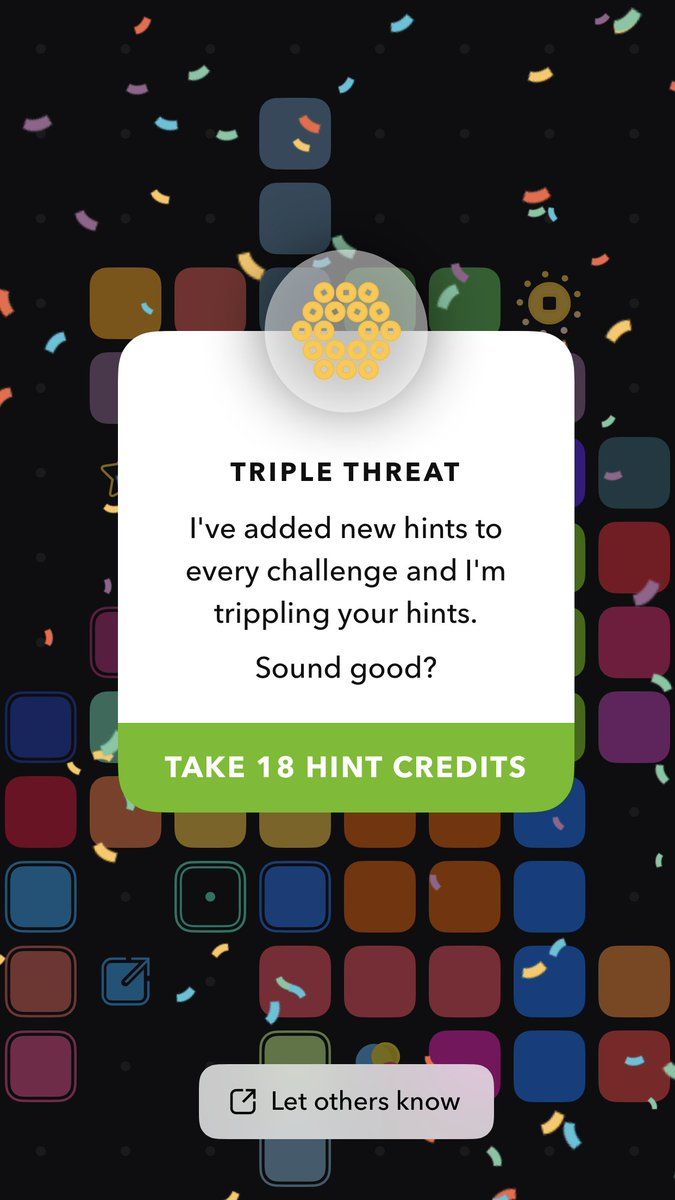 TRIPLE THREAT
I've added new hints to
every challenge and I'm
trippling your hints.
Sound good?
TAKE 18 HINT CREDITS
Let others know